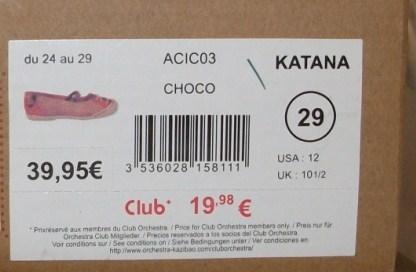 du 24 au 29 ACIC03 KATANA
CHOCO
29
39,95€ 3 536028 158111
USA : 12
UK : 101/2
Club* 19,98 €
* Prix réservé aux membres du Club Orchestra. / Price for Club Orchestra members only. / Preis nur für
Orchestra Club Mitglieder. / Precios reservados a los socios del Club Orchestra
Voir conditions sur / See conditions on / Siehe Bedingungen unter / Ver condiciones en
http://www.orchestra-kazibao.com/cluborchestra/